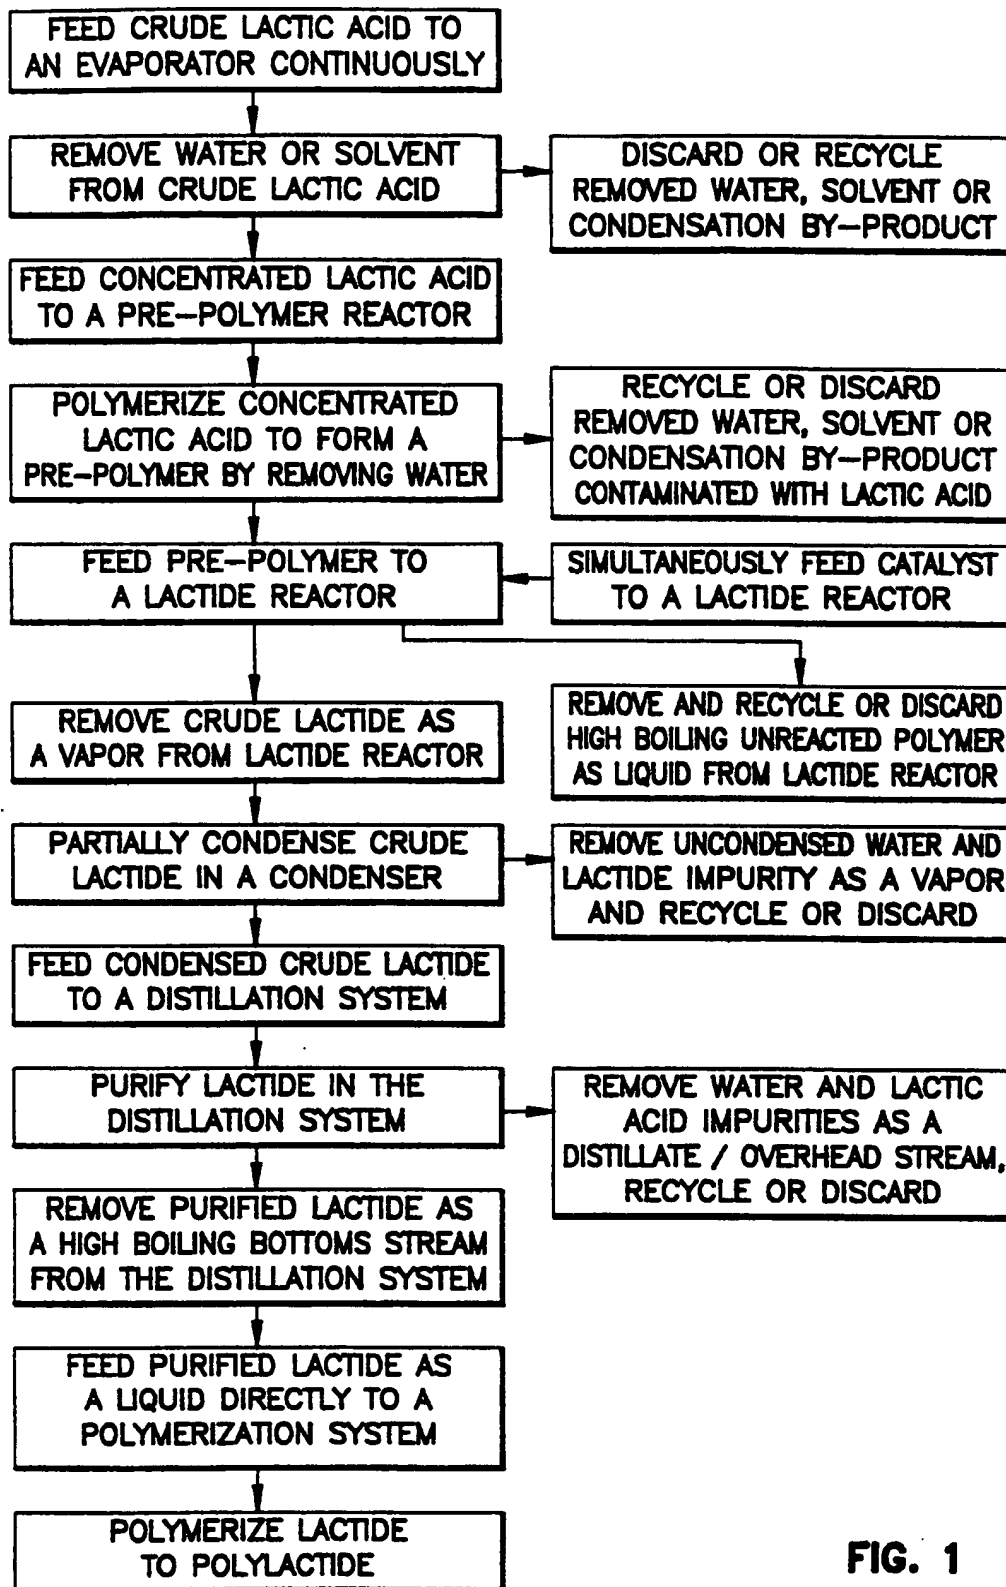 FEED CRUDE LACTIC ACID TO
AN EVAPORATOR CONTINUOUSLY
REMOVE WATER OR SOLVENT
FROM CRUDE LACTIC ACID
DISCARD OR RECYCLE
REMOVED WATER, SOLVENT OR
CONDENSATION BY-PRODUCT
FEED CONCENTRATED LACTIC ACID
TO A PRE-POLYMER REACTOR
POLYMERIZE CONCENTRATED
LACTIC ACID TO FORM A
PRE-POLYMER BY REMOVING WATER
RECYCLE OR DISCARD
REMOVED WATER, SOLVENT OR
CONDENSATION BY-PRODUCT
CONTAMINATED WITH LACTIC ACID
FEED PRE-POLYMER TO
A LACTIDE REACTOR
SIMULTANEOUSLY FEED CATALYST
TO A LACTIDE REACTOR
REMOVE CRUDE LACTIDE AS
A VAPOR FROM LACTIDE REACTOR
REMOVE AND RECYCLE OR DISCARD
HIGH BOILING UNREACTED POLYMER
AS LIQUID FROM LACTIDE REACTOR
PARTIALLY CONDENSE CRUDE
LACTIDE IN A CONDENSER
REMOVE UNCONDENSED WATER AND
LACTIDE IMPURITY AS A VAPOR
AND RECYCLE OR DISCARD
FEED CONDENSED CRUDE LACTIDE
TO A DISTILLATION SYSTEM
PURIFY LACTIDE IN THE
DISTILLATION SYSTEM
REMOVE WATER AND LACTIC
ACID IMPURITIES AS A
DISTILLATE / OVERHEAD STREAM,
RECYCLE OR DISCARD
REMOVE PURIFIED LACTIDE AS
A HIGH BOILING BOTTOMS STREAM
FROM THE DISTILLATION SYSTEM
FEED PURIFIED LACTIDE AS
A LIQUID DIRECTLY TO A
POLYMERIZATION SYSTEM
POLYMERIZE LACTIDE
TO POLYLACTIDE
FIG. 1